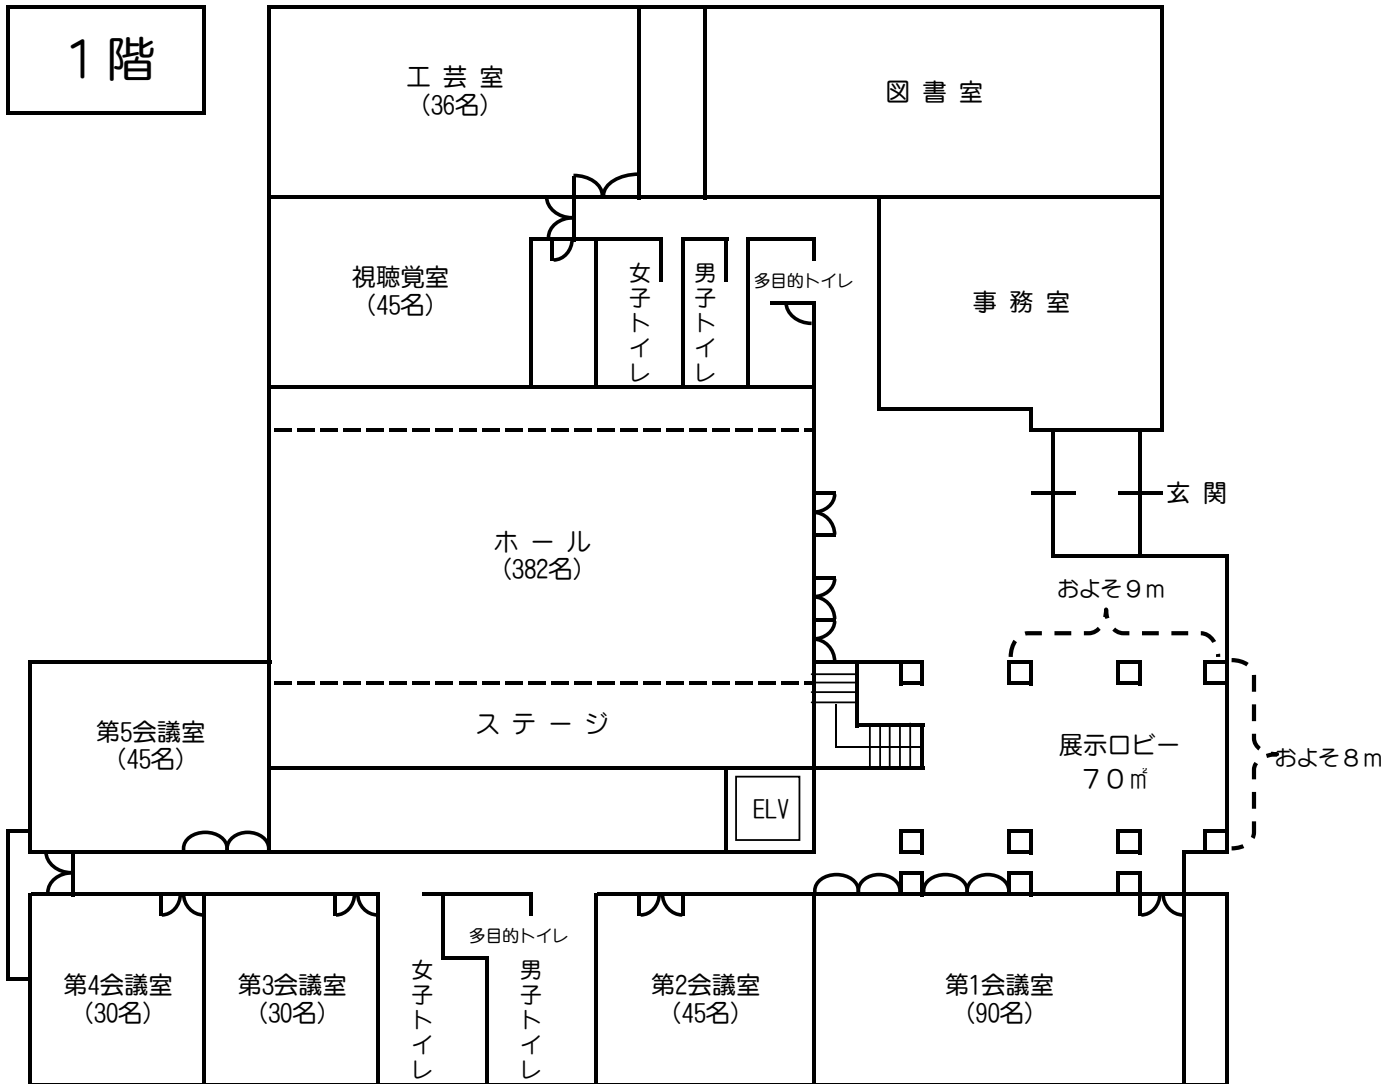 １階
工 芸 室
（36名）
図 書 室
視聴覚室
（45名）
女子トイレ
男子トイレ
多目的トイレ
事 務 室
玄 関
ホ ー ル
（382名）
およそ９ｍ
ス テ ー ジ
第5会議室
（45名）
展示ロビー
７０㎡
およそ８ｍ
ELV
多目的トイレ
第4会議室
（30名）
第3会議室
（30名）
女子トイレ
男子トイレ
第2会議室
（45名）
第1会議室
（90名）